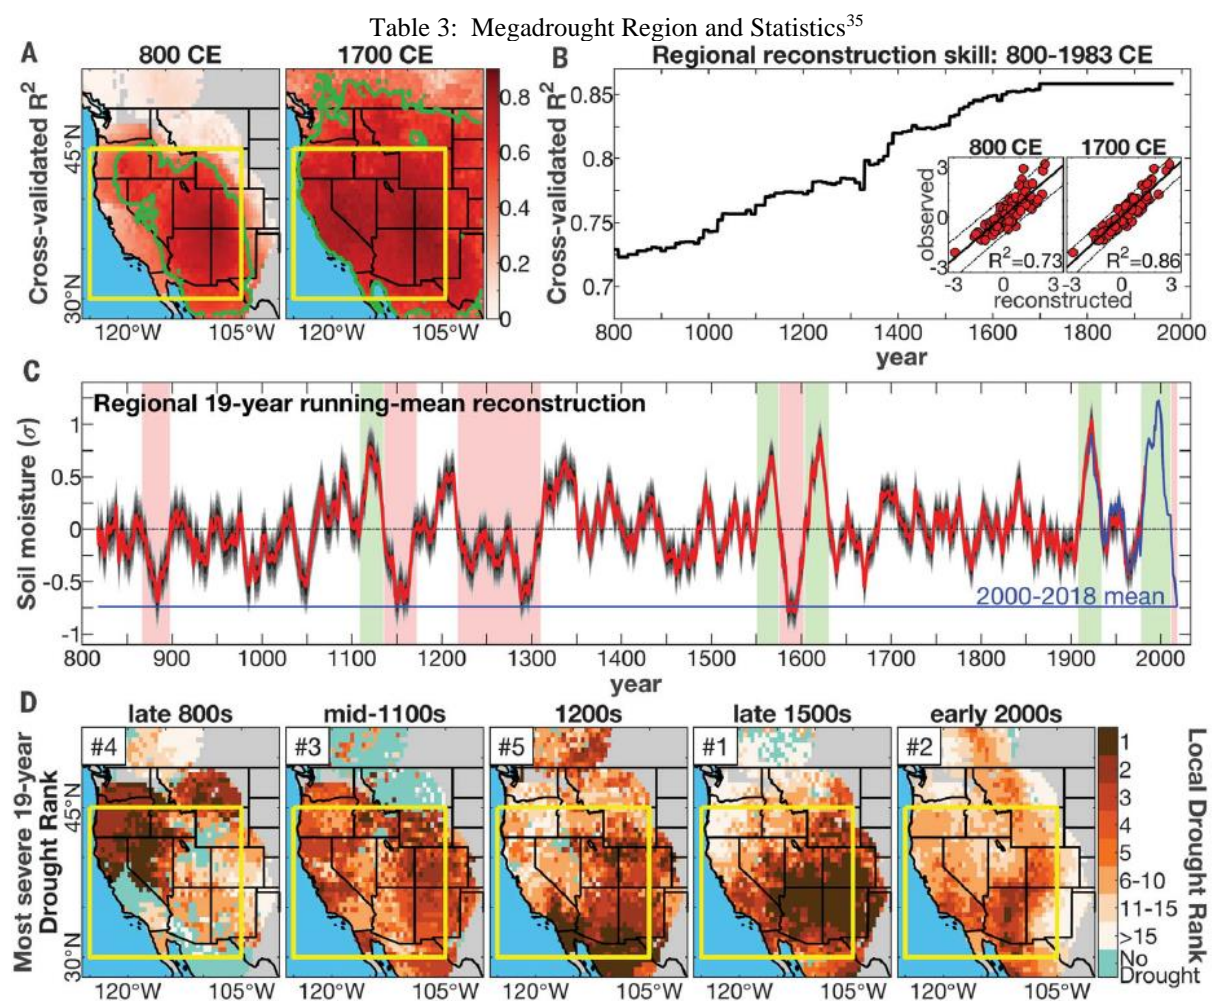 Table 3: Megadrought Region and Statistics35
A
800 CE
1700 CE
Cross-validated R2
45°N
30°N
120°W
105°W
120°W
105°W
0.8
0.6
0.4
0.2
0
B
Regional reconstruction skill: 800-1983 CE
Cross-validated R2
0.85
0.8
0.75
0.7
800 CE
1700 CE
observed
3
0
-3
R2=0.73
R2=0.86
-3
0
3
-3
0
3
reconstructed
800
1000
1200
1400
1600
1800
2000
year
C
Regional 19-year running-mean reconstruction
Soil moisture (σ)
1
0.5
0
-0.5
-1
2000-2018 mean
800
900
1000
1100
1200
1300
1400
1500
1600
1700
1800
1900
2000
year
D
Most severe 19-year
Drought Rank
late 800s
mid-1100s
1200s
late 1500s
early 2000s
#4
#3
#5
#1
#2
45°N
30°N
120°W
105°W
120°W
105°W
120°W
105°W
120°W
105°W
120°W
105°W
1
2
3
4
5
6-10
11-15
>15
No
Drought
Local Drought Rank